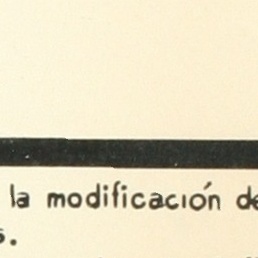 la modificación de
s.